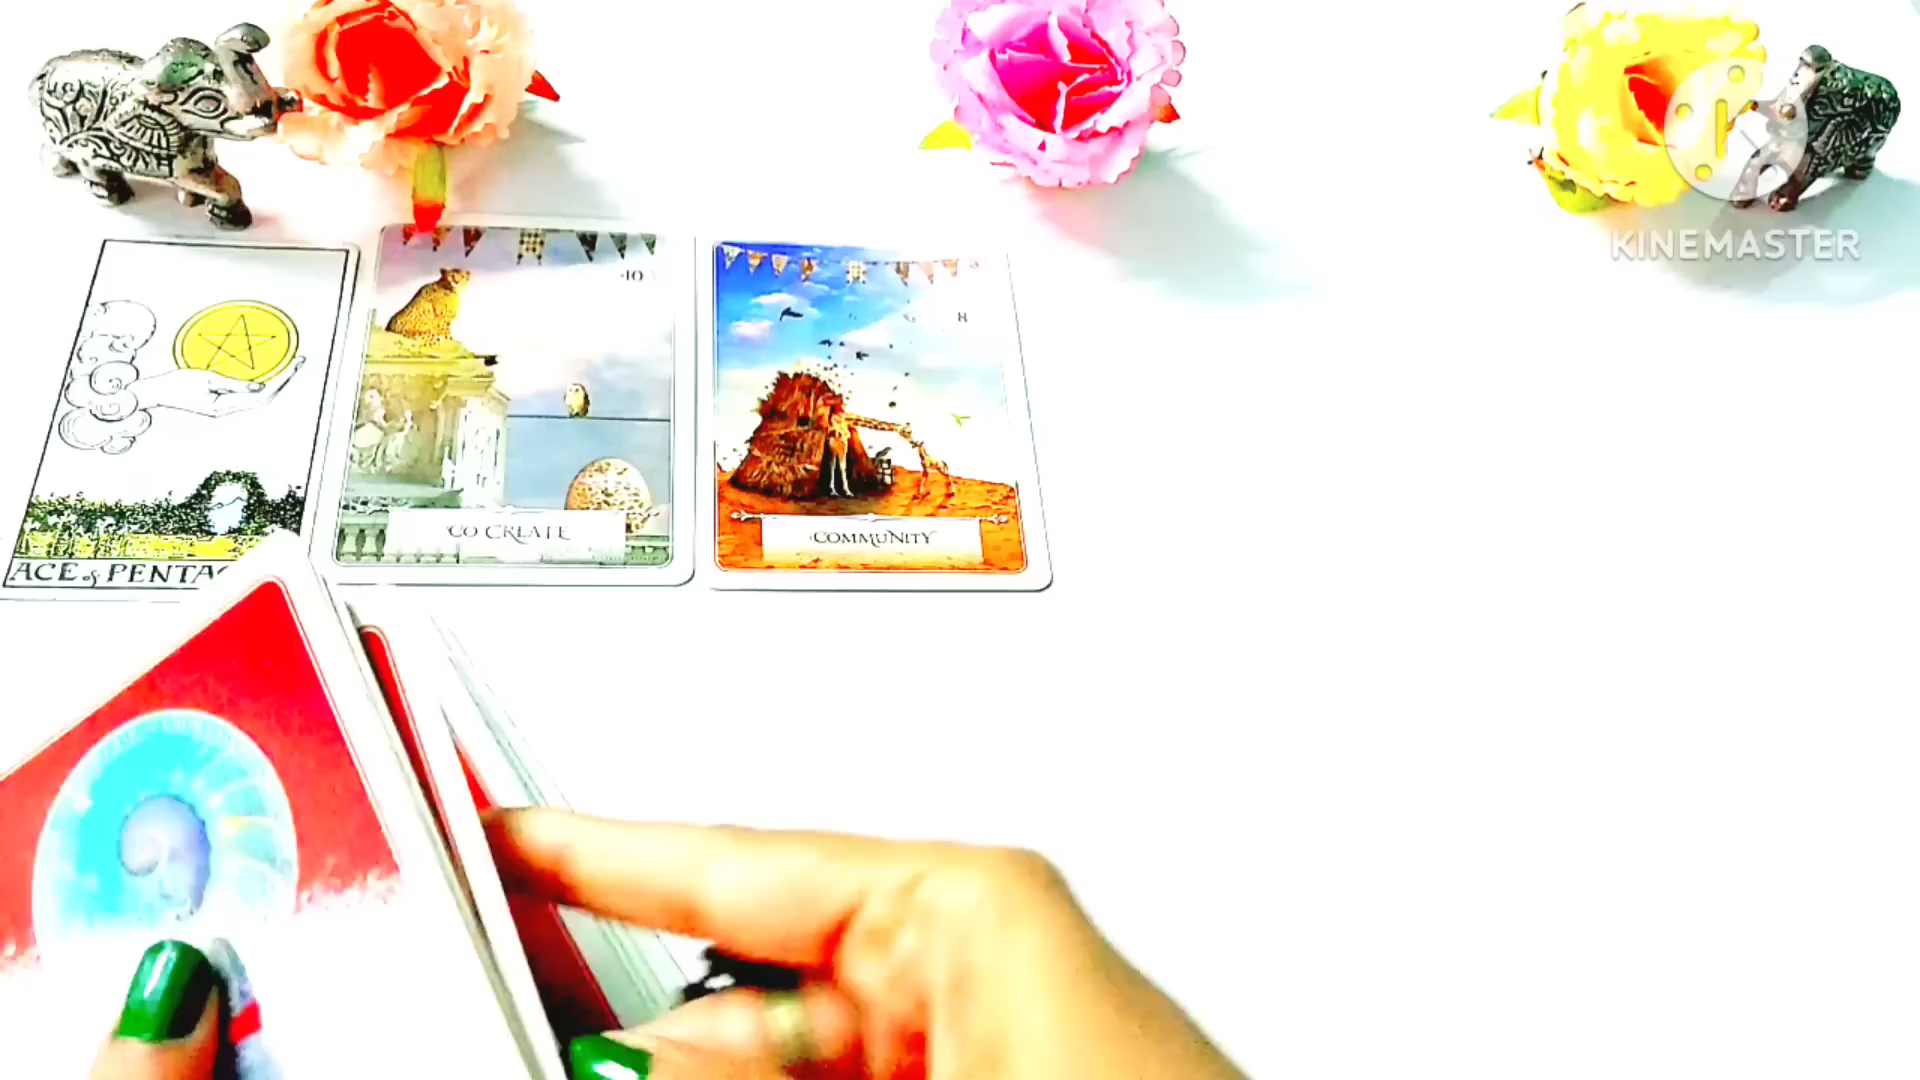 KINEMASTER
·10·
8
ACE of PENTA
CO CREATE
COMMUNITY